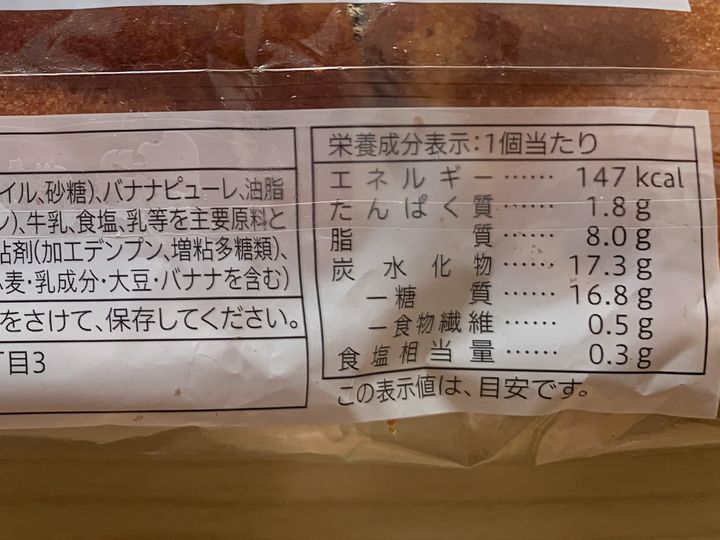 イル、砂糖)、バナナピューレ、油脂
)、牛乳、食塩、乳等を主要原料と
粘剤(加工デンプン、増粘多糖類)、
麦・乳成分・大豆・バナナを含む)
をさけて、保存してください。
目3
栄養成分表示:1個当たり
エネルギー…… 147 kcal
たんぱく質…… 1.8 g
脂質…… 8.0 g
炭水化物…… 17.3 g
―糖質…… 16.8 g
―食物繊維…… 0.5 g
食塩相当量…… 0.3 g
この表示値は、目安です。